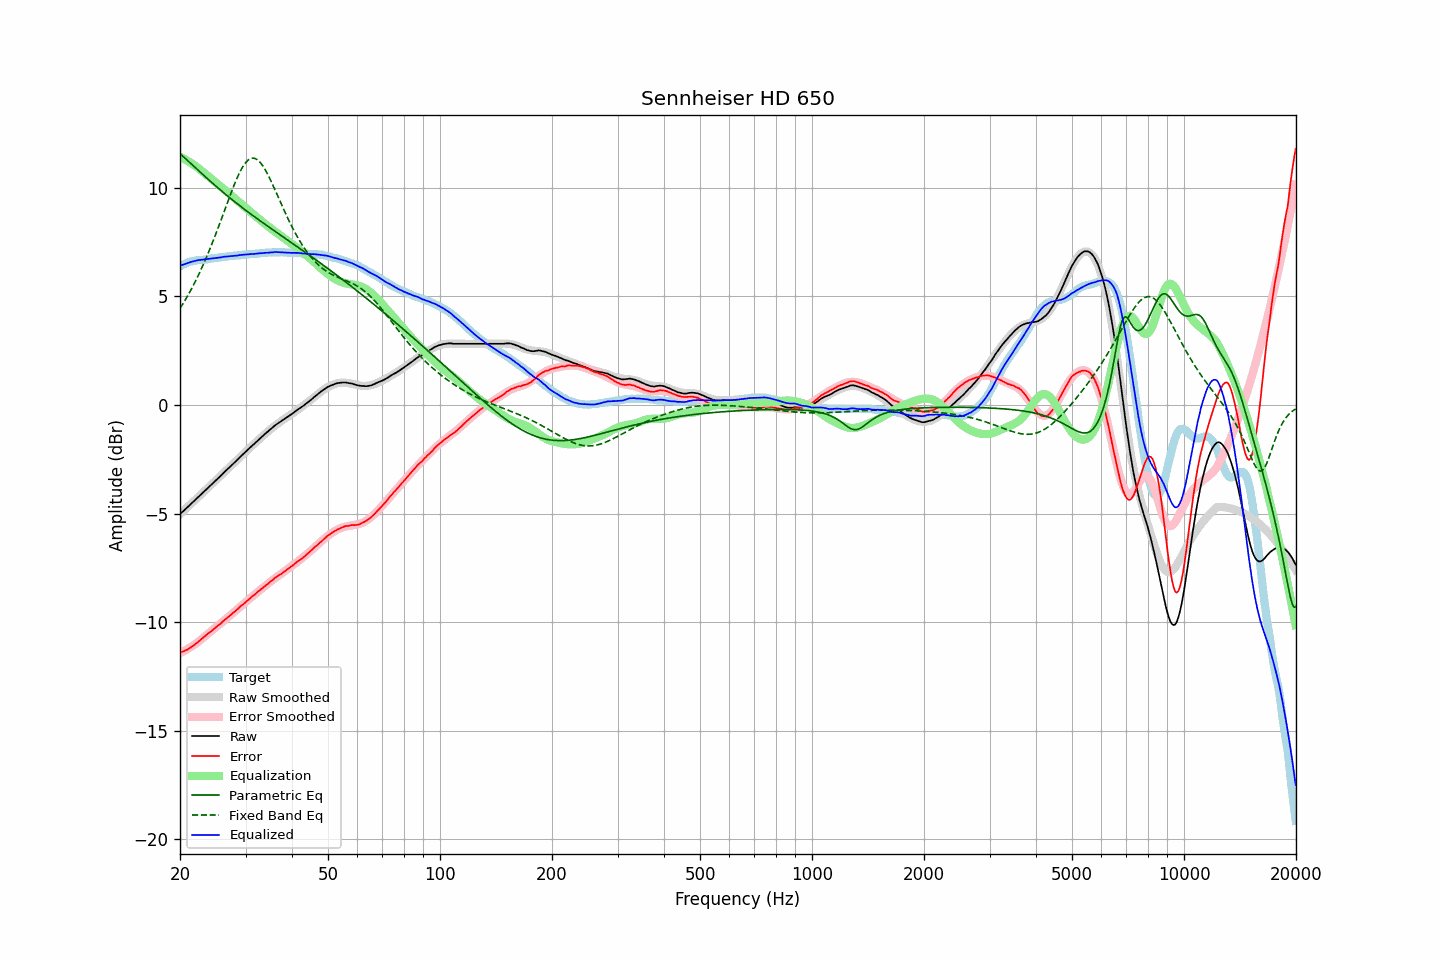 Sennheiser HD 650
Amplitude (dBr)
10
5
0
−5
−10
−15
−20
Target
Raw Smoothed
Error Smoothed
Raw
Error
Equalization
Parametric Eq
Fixed Band Eq
Equalized
20 50 100 200 500 1000 2000 5000 10000 20000
Frequency (Hz)